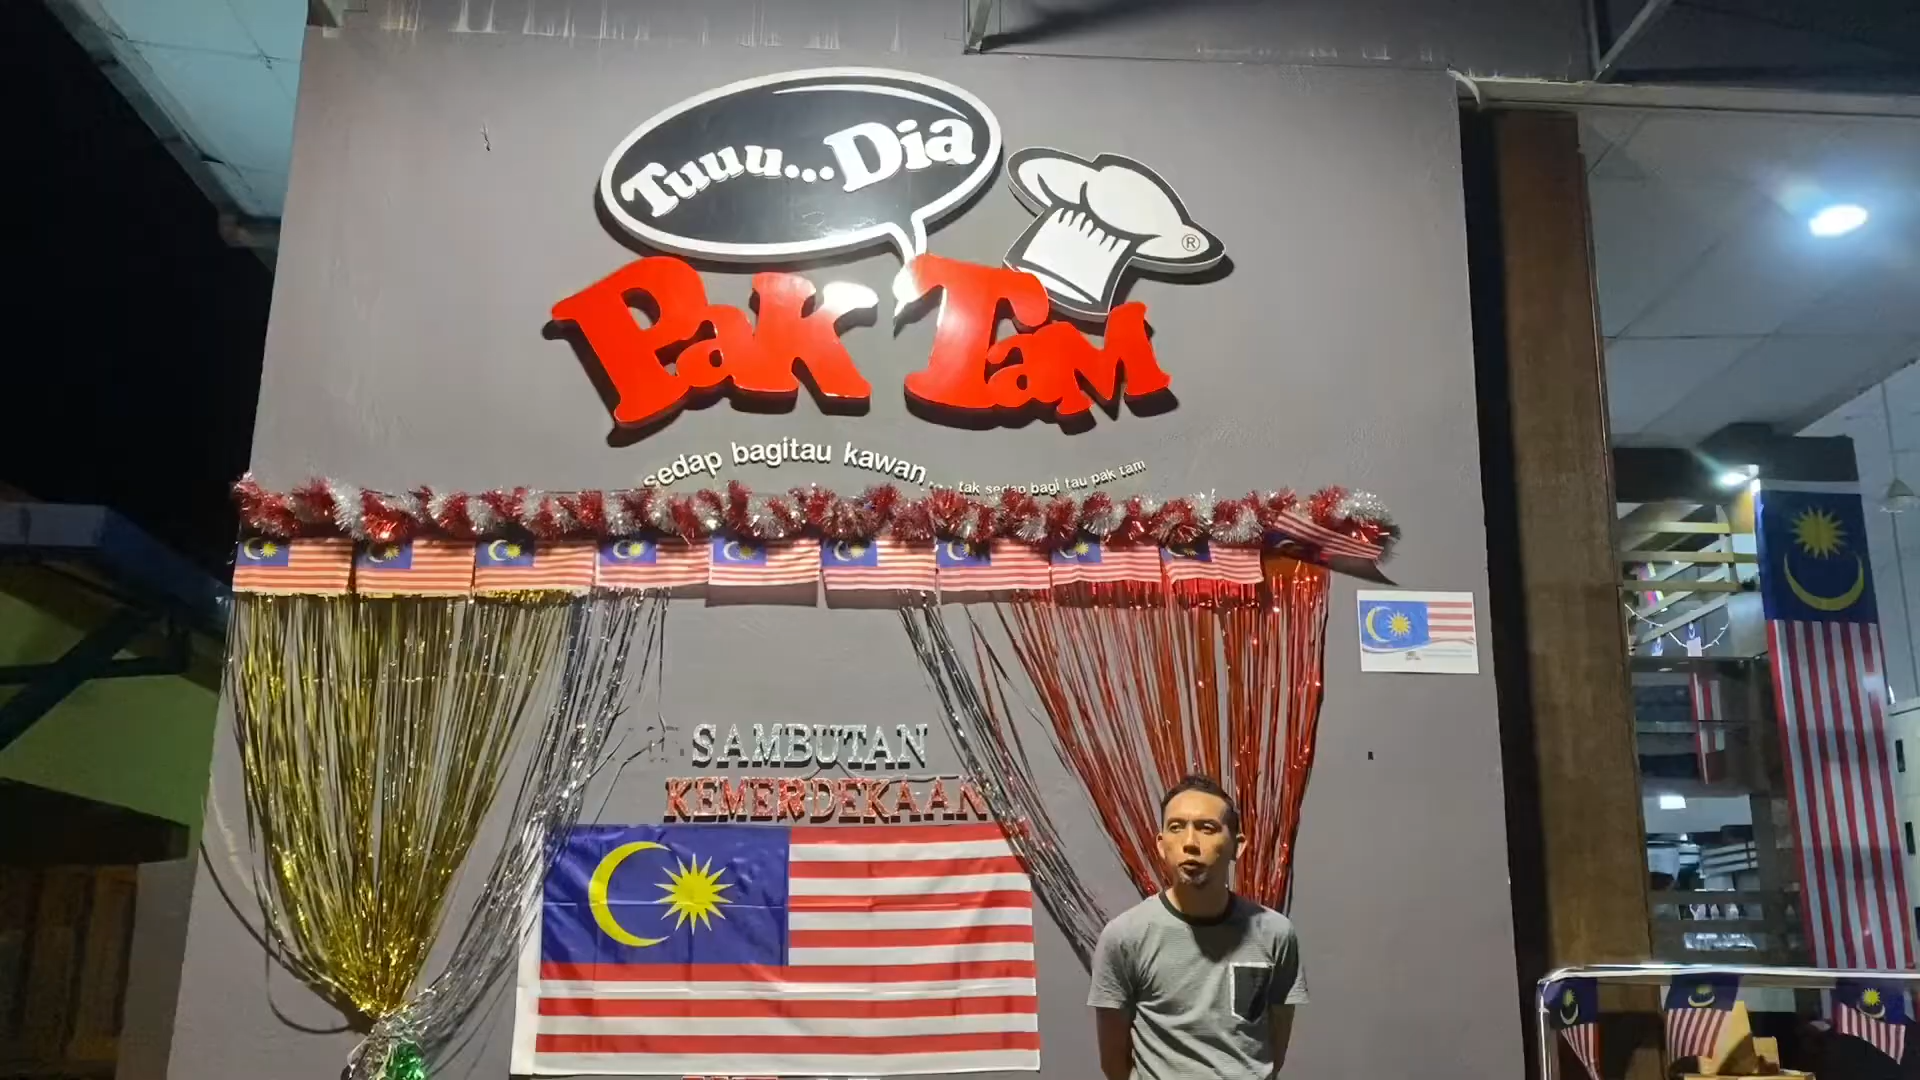 Tuuu...Dia
®
Pak Tam
sedap bagitau kawan... tak sedap bagi tau pak tam
SAMBUTAN
KEMERDEKAAN